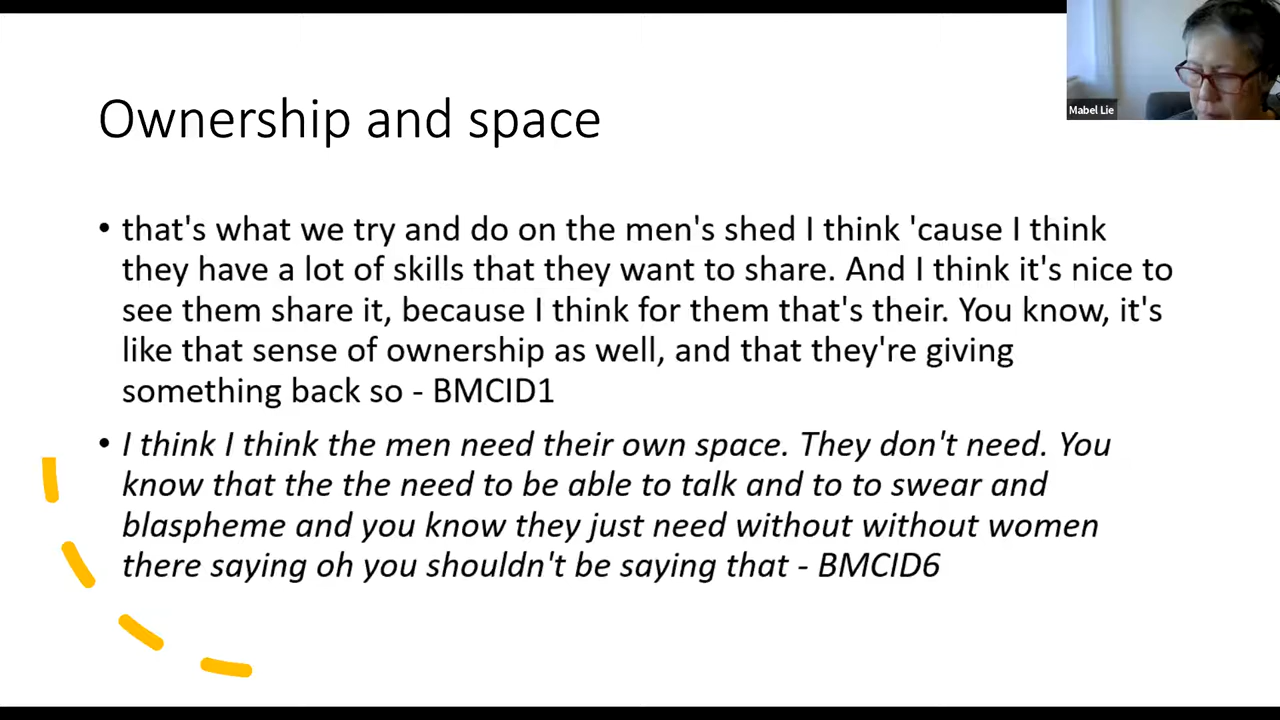 Mabel Lie
Ownership and space
• that's what we try and do on the men's shed I think 'cause I think
they have a lot of skills that they want to share. And I think it's nice to
see them share it, because I think for them that's their. You know, it's
like that sense of ownership as well, and that they're giving
something back so - BMCID1
• I think I think the men need their own space. They don't need. You
know that the the need to be able to talk and to to swear and
blaspheme and you know they just need without without women
there saying oh you shouldn't be saying that - BMCID6